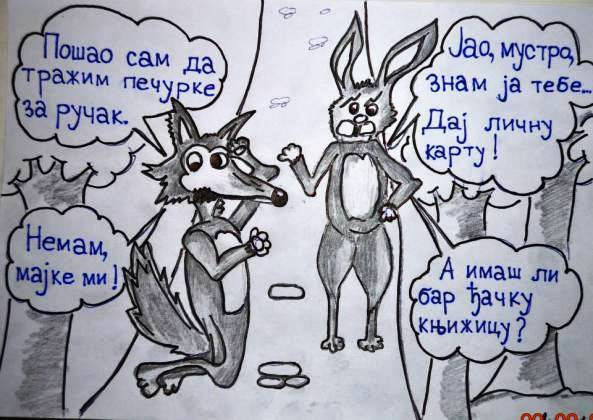 Пошао сам да
тражим печурке
за ручак.
Јао, мустро,
знам ја тебе...
Дај личну
карту!
Немам,
мајке ми!
А имаш ли
бар ђачку
књижицу?